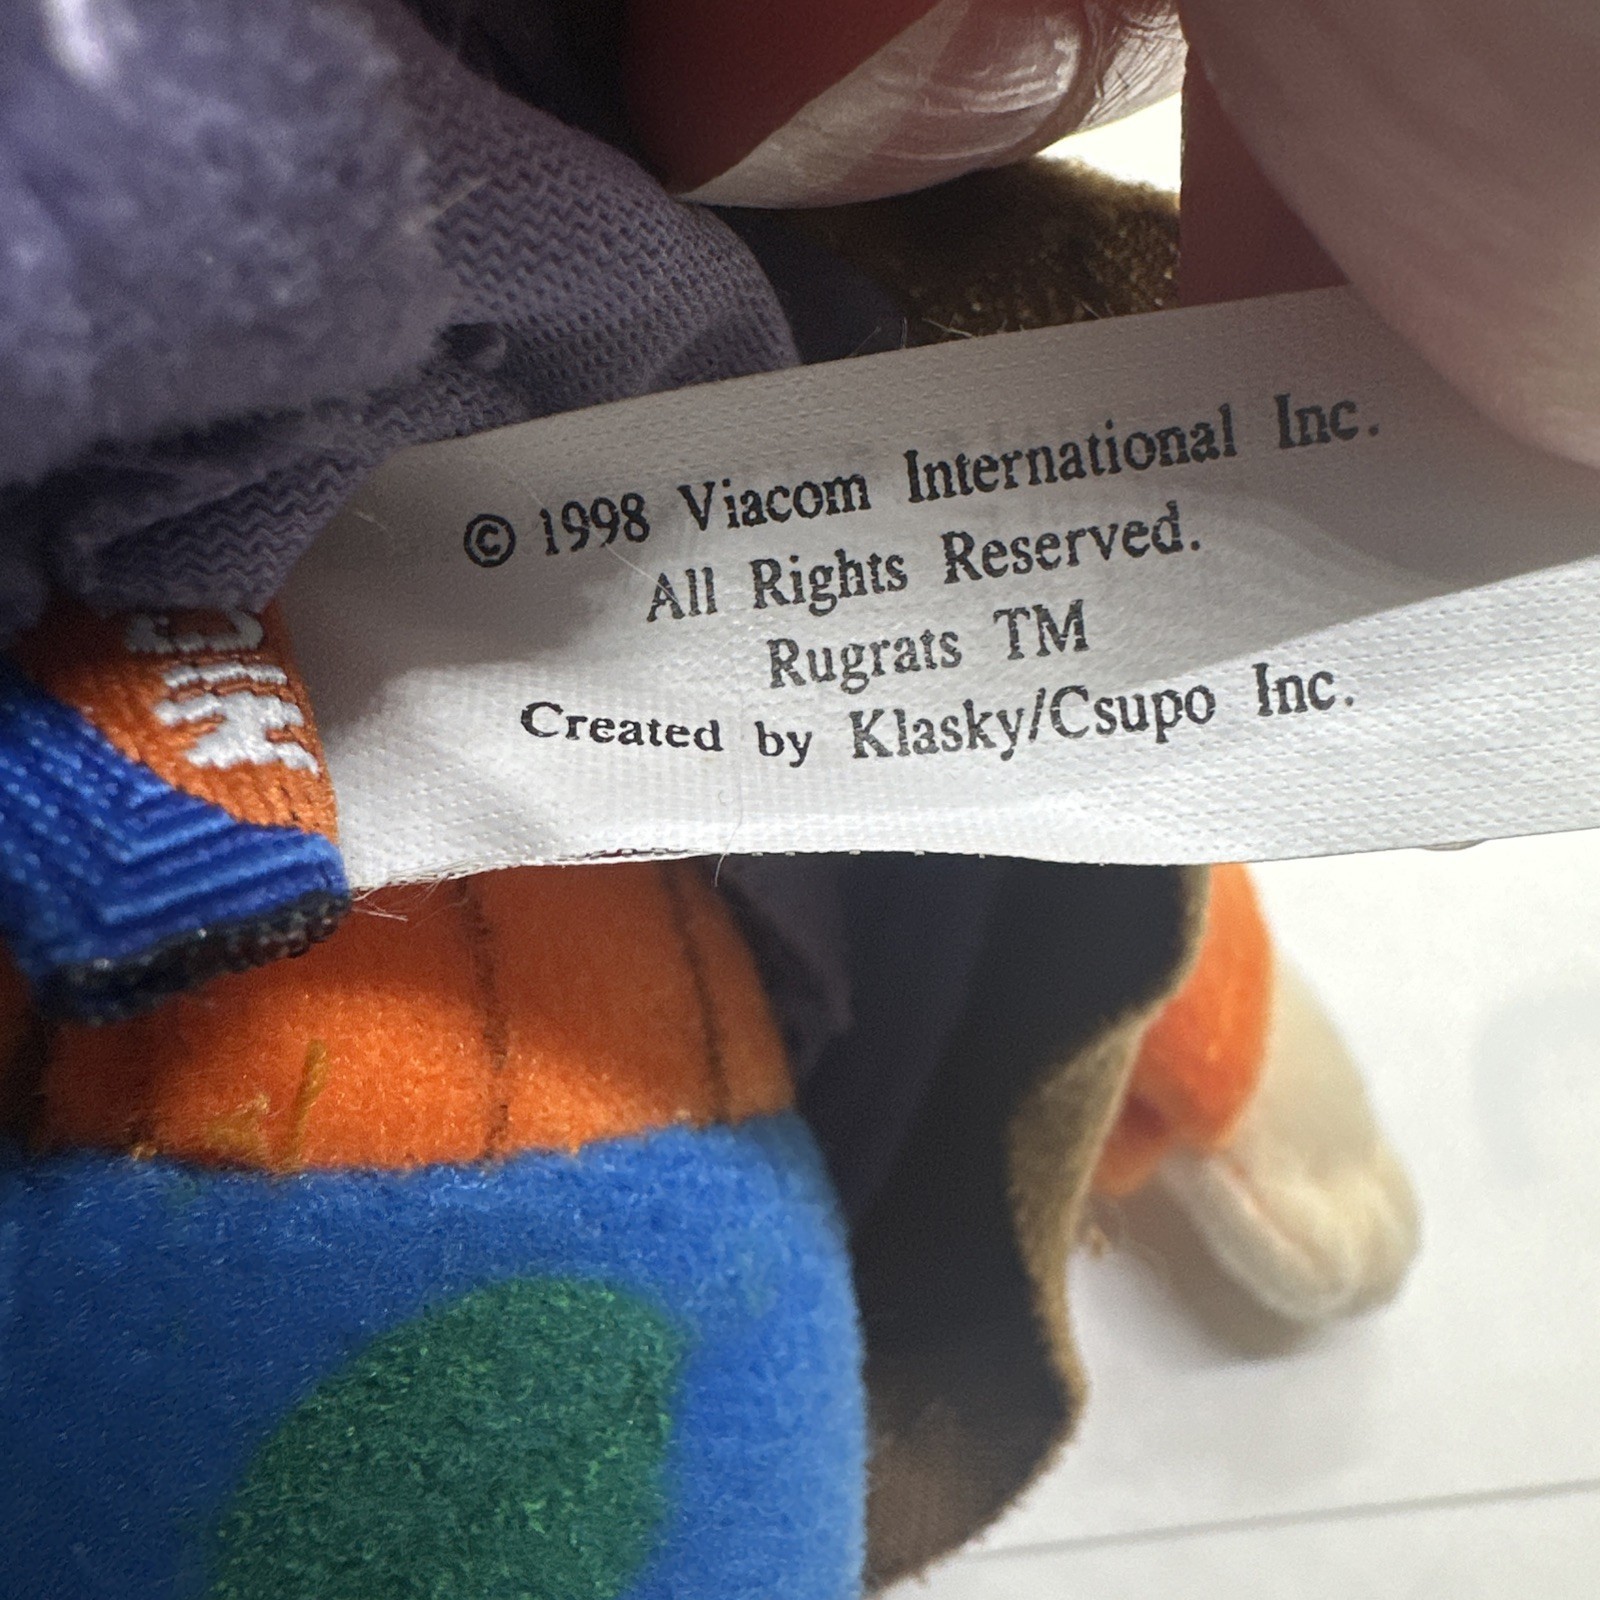 © 1998 Viacom International Inc.
All Rights Reserved.
Rugrats TM
Created by Klasky/Csupo Inc.